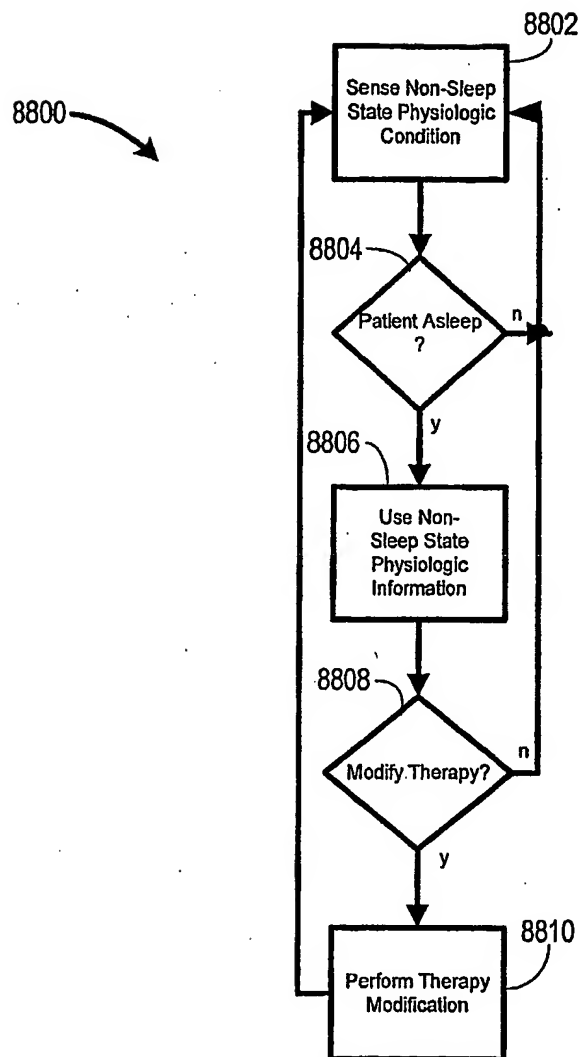 8802
8800
Sense Non-Sleep
State Physiologic
Condition
8804
Patient Asleep
?
n
y
8806
Use Non-
Sleep State
Physiologic
Information
8808
Modify Therapy?
n
y
8810
Perform Therapy
Modification